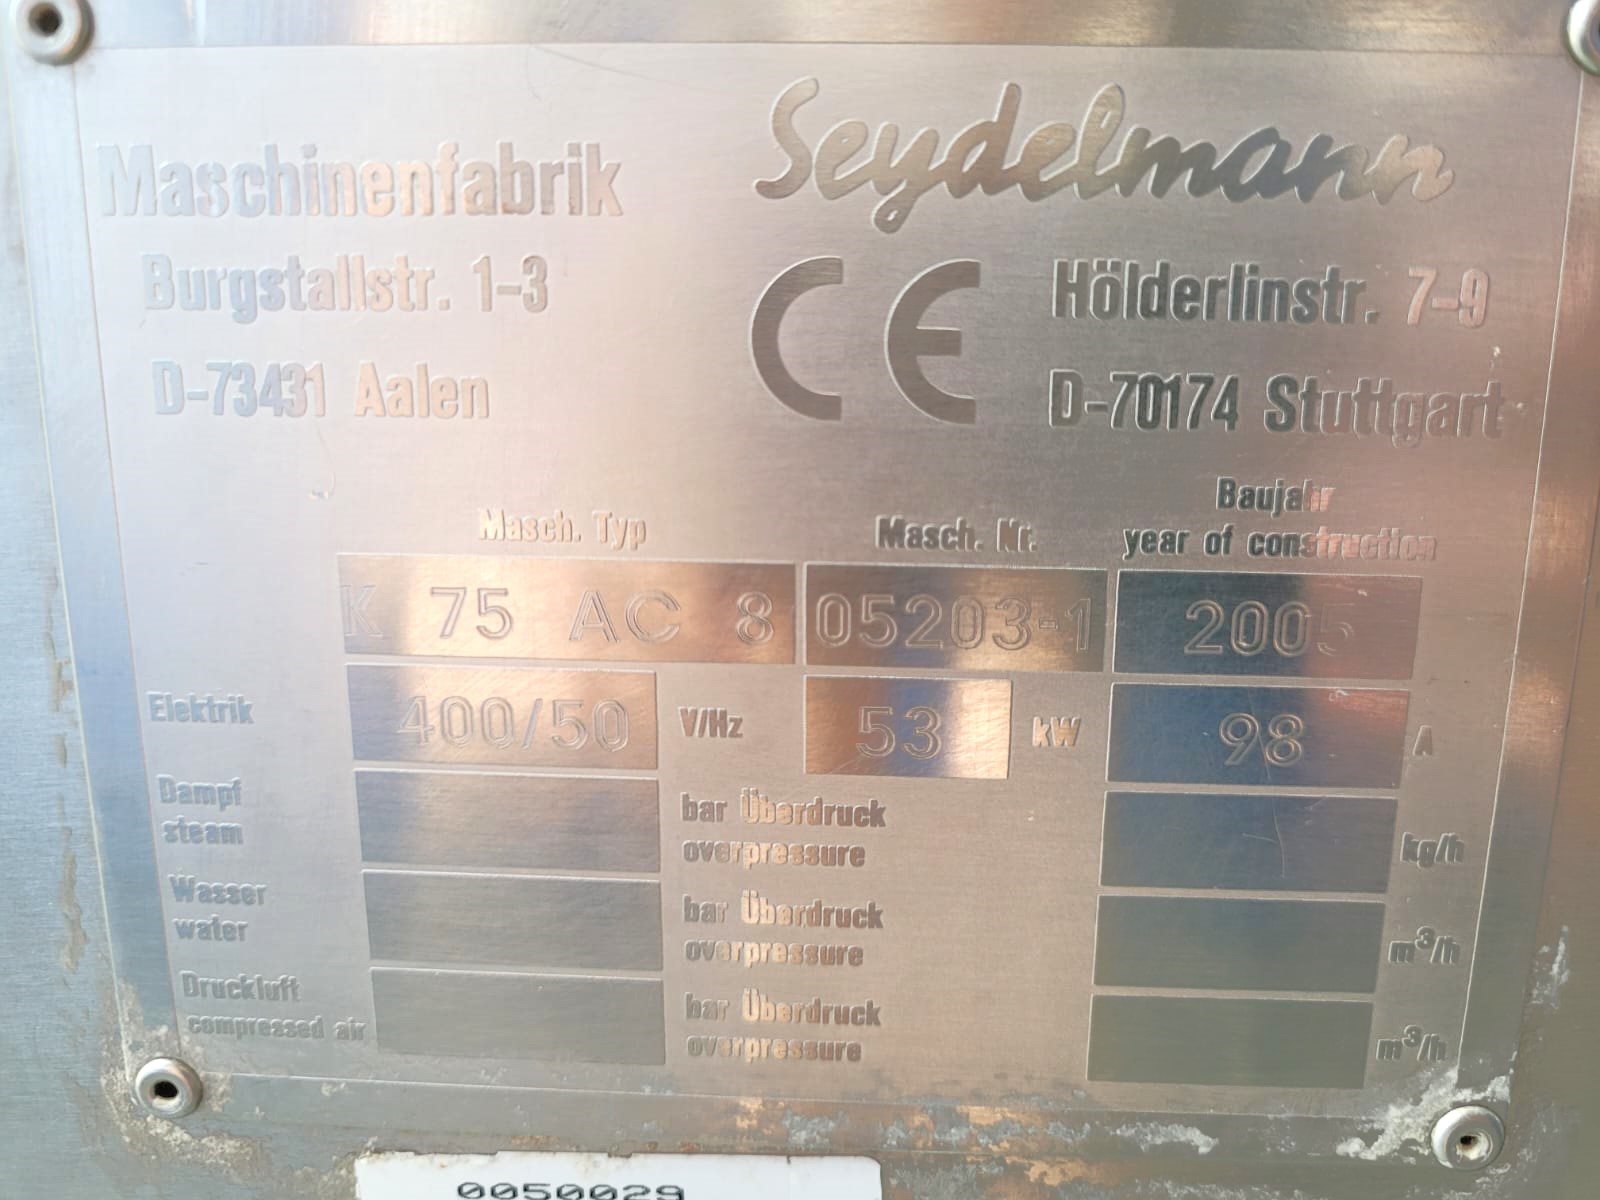 Seydelmann
Maschinenfabrik
Burgstallstr. 1-3
D-73431 Aalen
CE
Hölderlinstr. 7-9
D-70174 Stuttgart
Masch. Typ
Masch. Nr.
Baujahr
year of construction
K 75 AC 8
05203-1
2005
Elektrik
400/50 V/Hz
53 kW
98 A
Dampf
steam
bar Überdruck
overpressure
kg/h
Wasser
water
bar Überdruck
overpressure
m³/h
Druckluft
compressed air
bar Überdruck
overpressure
m³/h
0050029